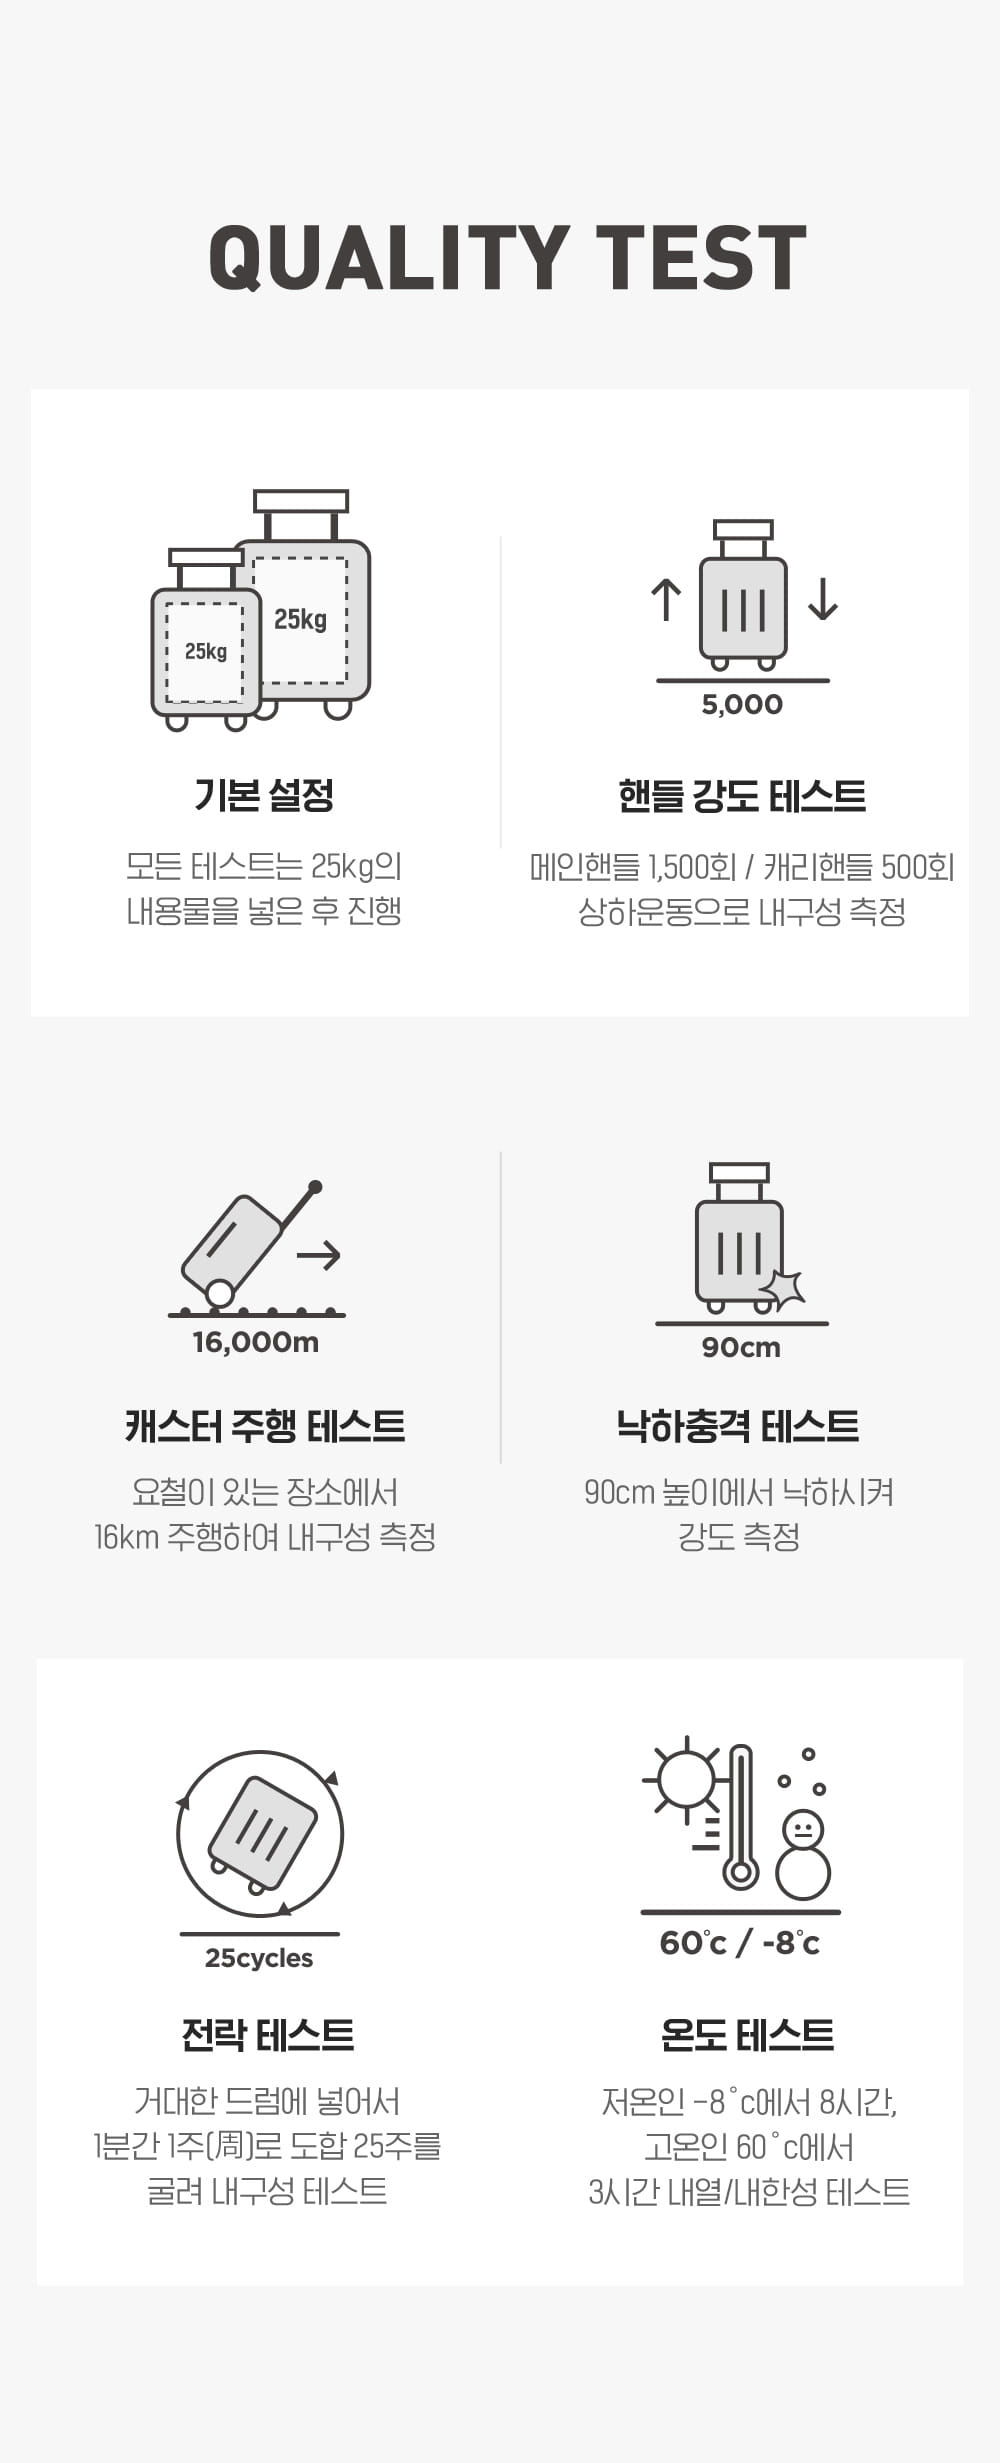 QUALITY TEST
25kg
25kg
기본 설정
모든 테스트는 25kg의
내용물을 넣은 후 진행
5,000
핸들 강도 테스트
메인핸들 1,500회 / 캐리핸들 500회
상하운동으로 내구성 측정
16,000m
캐스터 주행 테스트
요철이 있는 장소에서
16km 주행하여 내구성 측정
90cm
낙하충격 테스트
90cm 높이에서 낙하시켜
강도 측정
25cycles
전락 테스트
거대한 드럼에 넣어서
1분간 1주(周)로 도합 25주를
굴려 내구성 테스트
60°c / -8°c
온도 테스트
저온인 -8°c에서 8시간,
고온인 60°c에서
3시간 내열/내한성 테스트